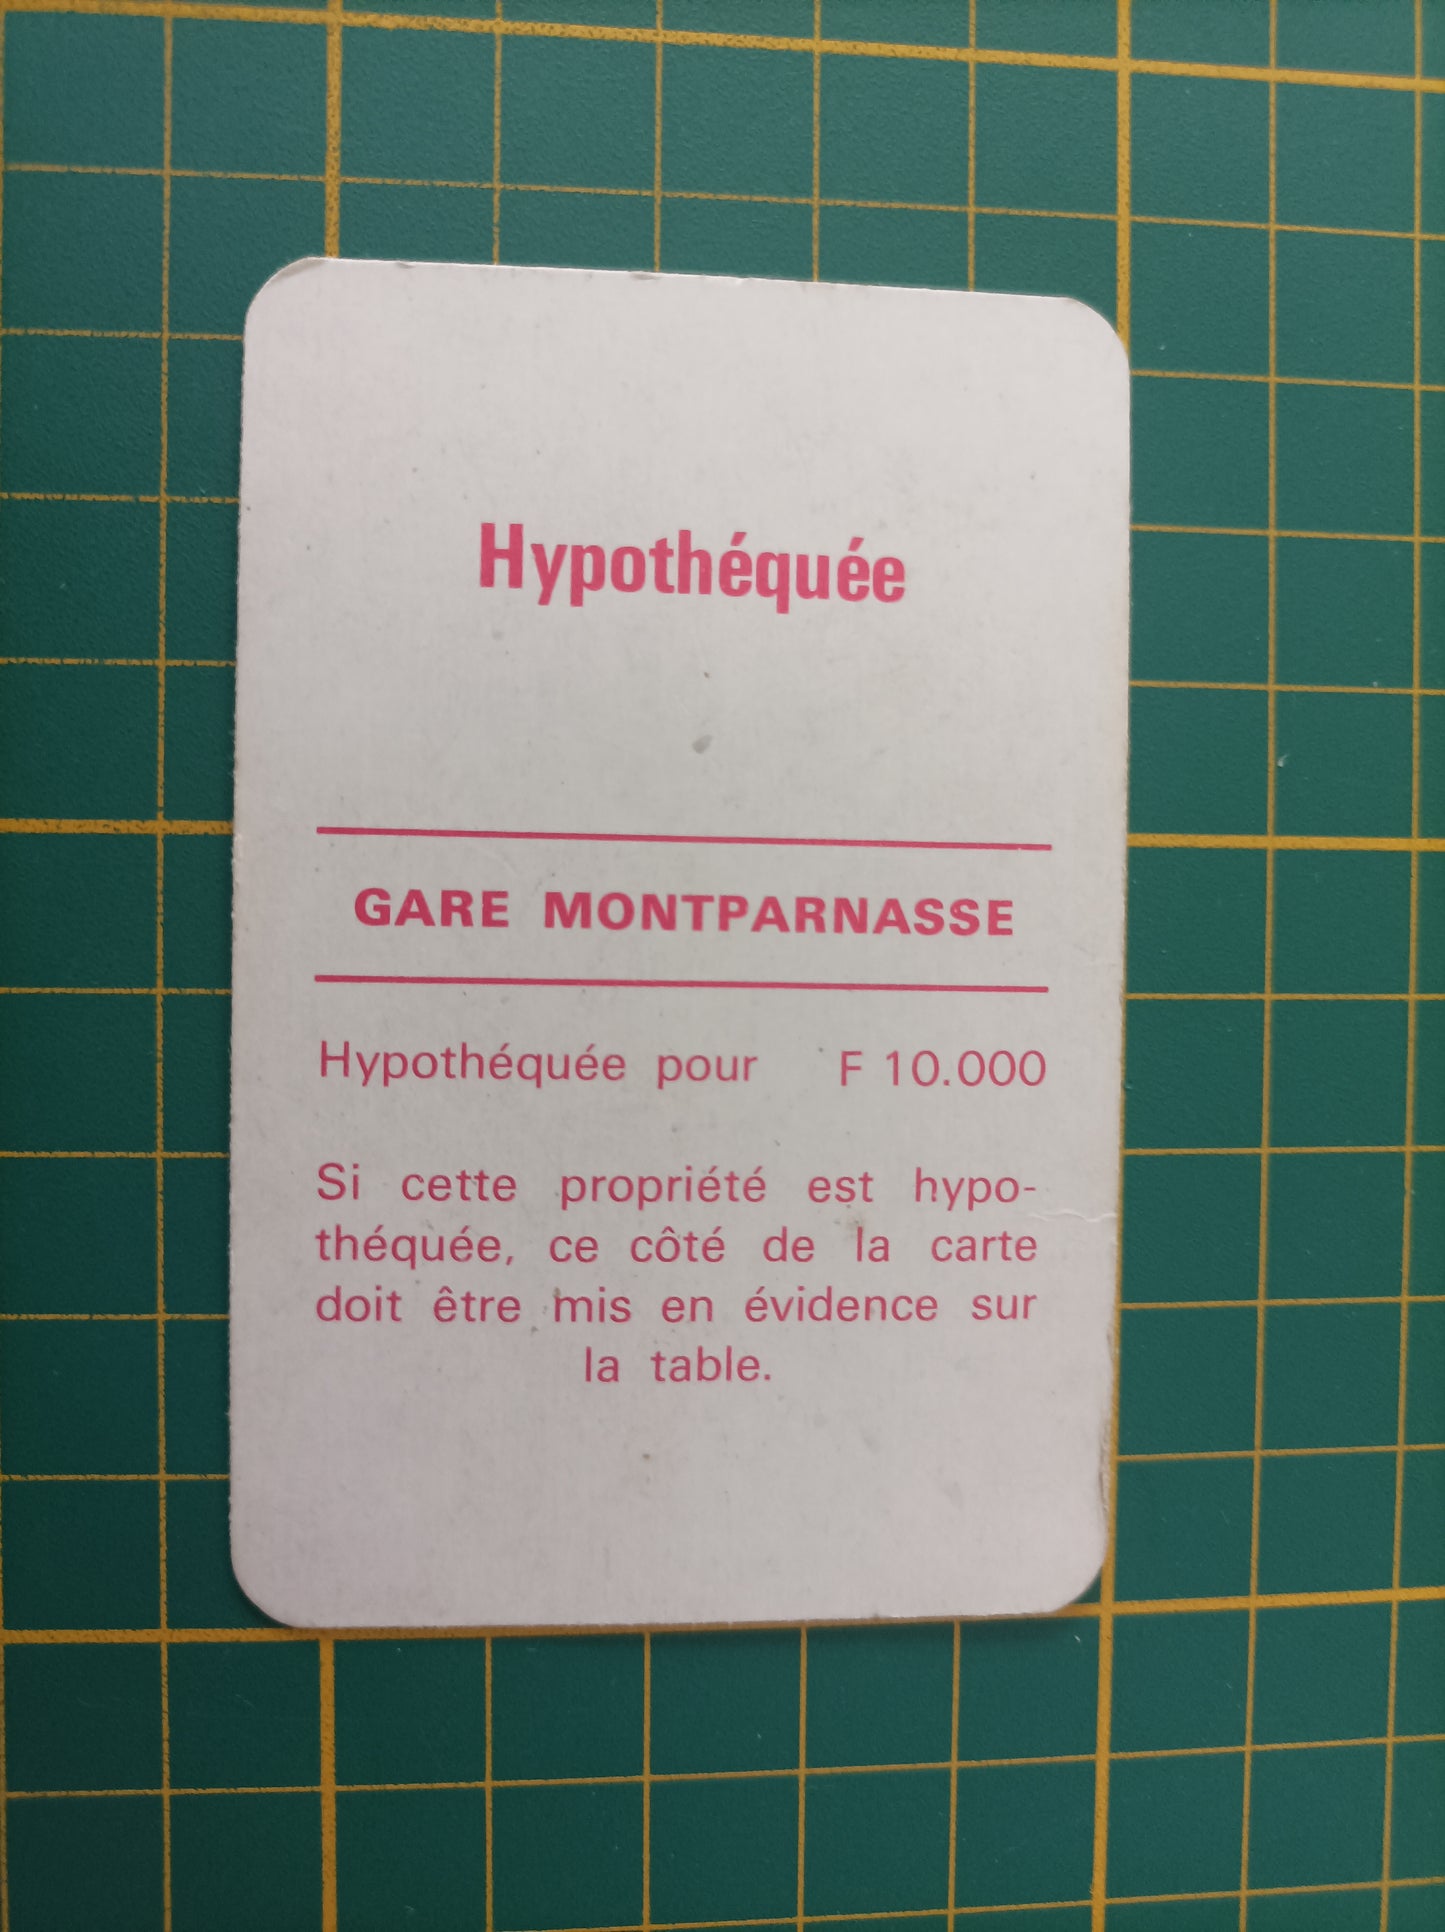 Hypothéquée
GARE MONTPARNASSE
Hypothéquée pour F 10.000
Si cette propriété est hypo-
théquée, ce côté de la carte
doit être mis en évidence sur
la table.